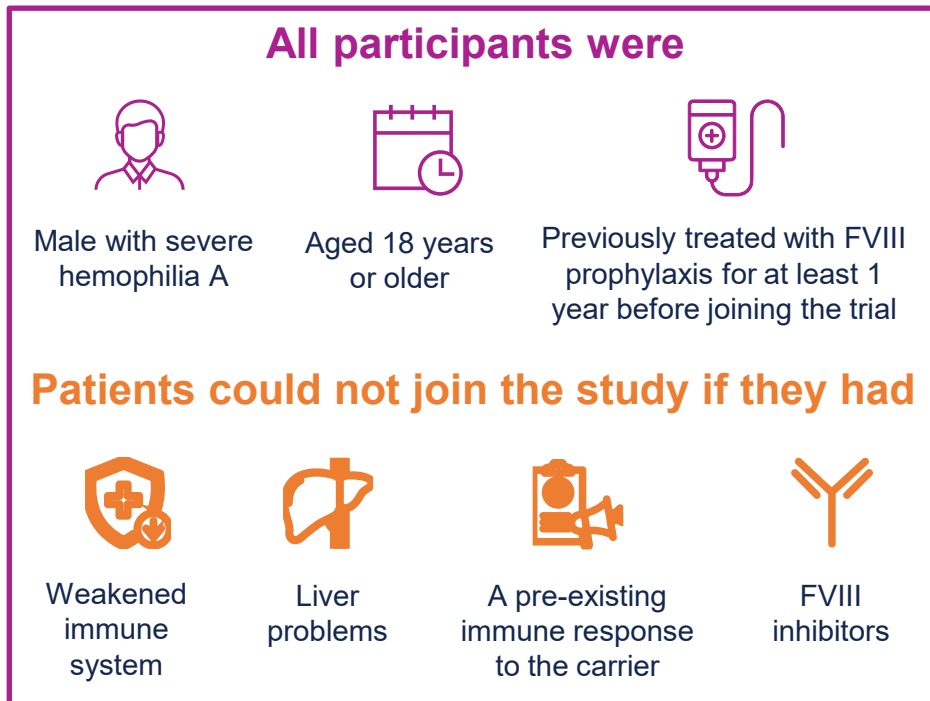 All participants were
Male with severe
hemophilia A
Aged 18 years
or older
Previously treated with FVIII
prophylaxis for at least 1
year before joining the trial
Patients could not join the study if they had
Weakened
immune
system
Liver
problems
A pre-existing
immune response
to the carrier
FVIII
inhibitors